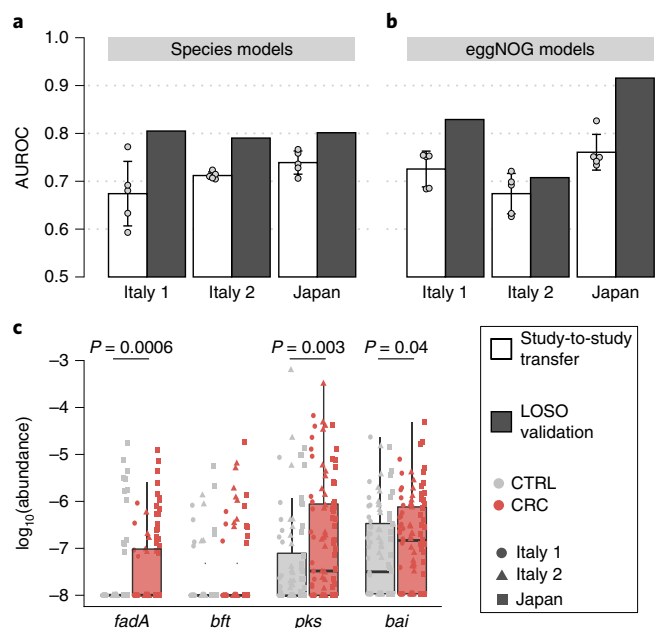 a
Species models
b
eggNOG models
AUROC
1.0
0.9
0.8
0.7
0.6
0.5
Italy 1 Italy 2 Japan
Italy 1 Italy 2 Japan
c
P = 0.0006 P = 0.003 P = 0.04
log10(abundance)
−3
−4
−5
−6
−7
−8
fadA bft pks bai
Study-to-study
transfer
LOSO
validation
CTRL
CRC
Italy 1
Italy 2
Japan